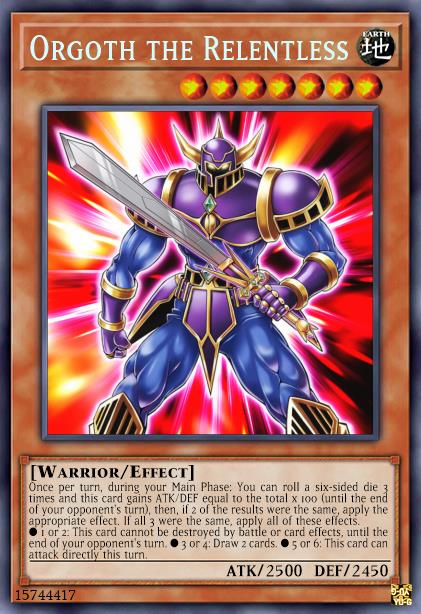 ORGOTH THE RELENTLESS
EARTH
地
[WARRIOR/EFFECT]
Once per turn, during your Main Phase: You can roll a six-sided die 3
times and this card gains ATK/DEF equal to the total x 100 (until the end
of your opponent's turn), then, if 2 of the results were the same, apply the
appropriate effect. If all 3 were the same, apply all of these effects.
● 1 or 2: This card cannot be destroyed by battle or card effects, until the
end of your opponent's turn. ● 3 or 4: Draw 2 cards. ● 5 or 6: This card can
attack directly this turn.
ATK/2500 DEF/2450
15744417